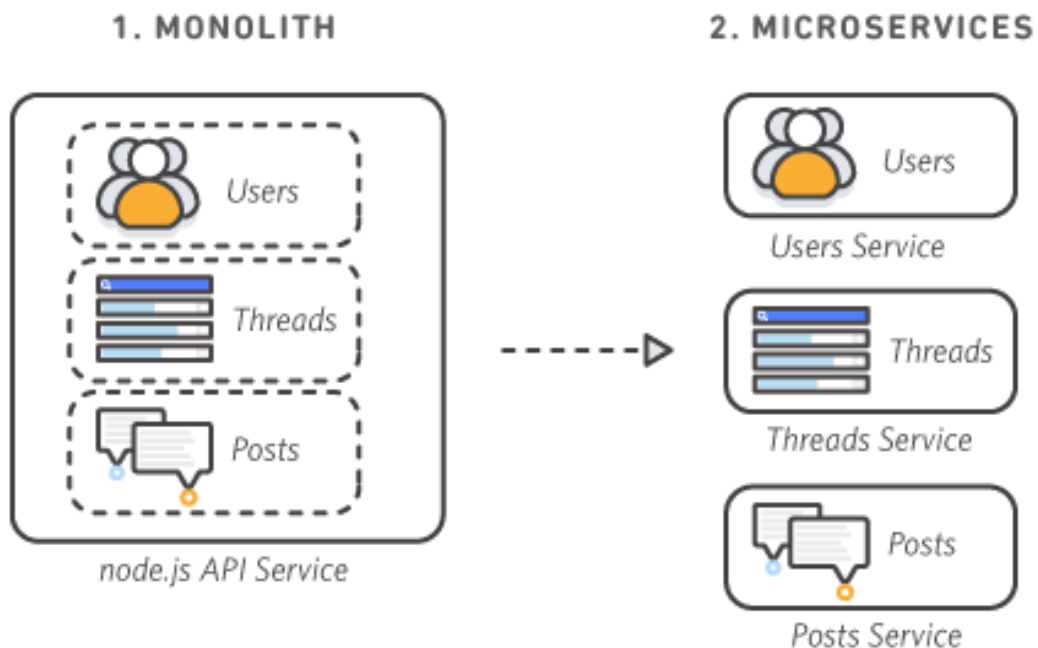 1. MONOLITH
Users
Threads
Posts
node.js API Service
2. MICROSERVICES
Users
Users Service
Threads
Threads Service
Posts
Posts Service